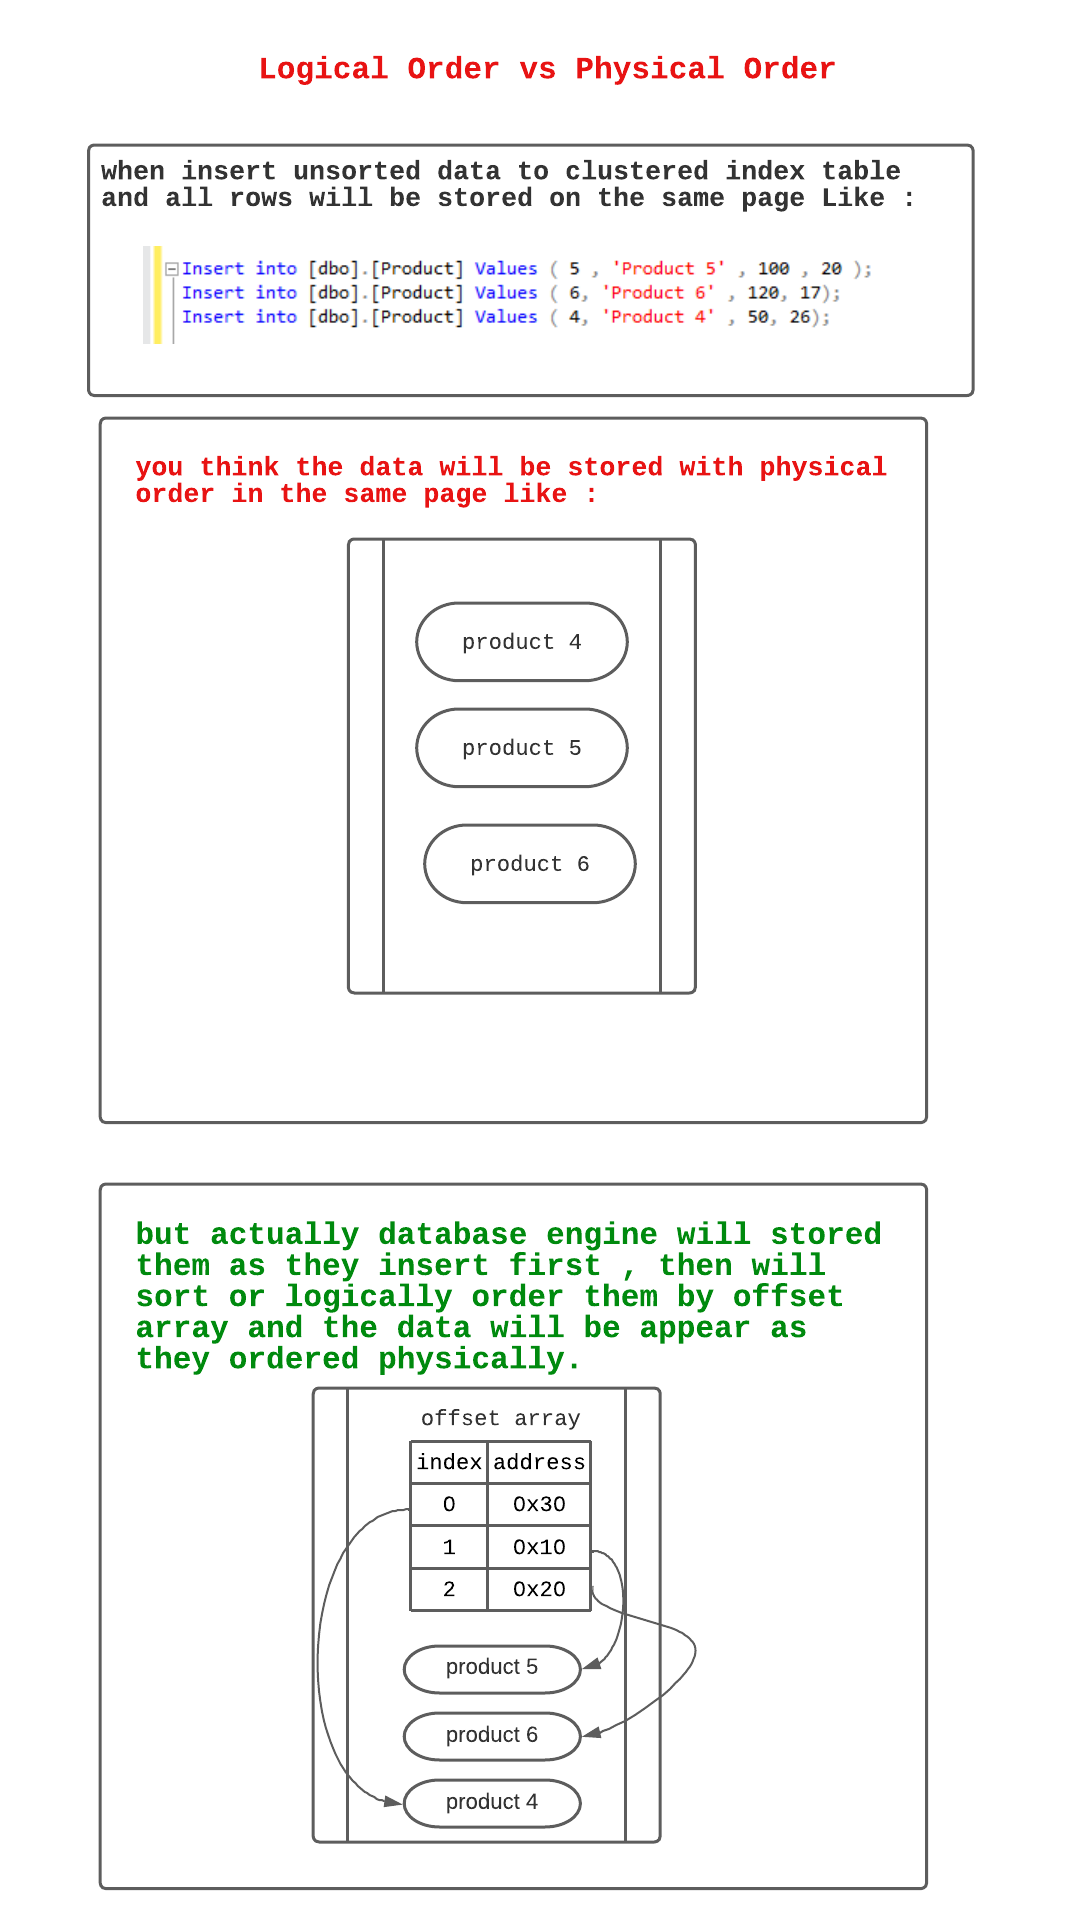 Logical Order vs Physical Order
when insert unsorted data to clustered index table
and all rows will be stored on the same page Like :
Insert into [dbo].[Product] Values ( 5 , 'Product 5' , 100 , 20 );
Insert into [dbo].[Product] Values ( 6, 'Product 6' , 120, 17);
Insert into [dbo].[Product] Values ( 4, 'Product 4' , 50, 26);
you think the data will be stored with physical
order in the same page like :
product 4
product 5
product 6
but actually database engine will stored
them as they insert first , then will
sort or logically order them by offset
array and the data will be appear as
they ordered physically.
offset array
index address
0 0x30
1 0x10
2 0x20
product 5
product 6
product 4